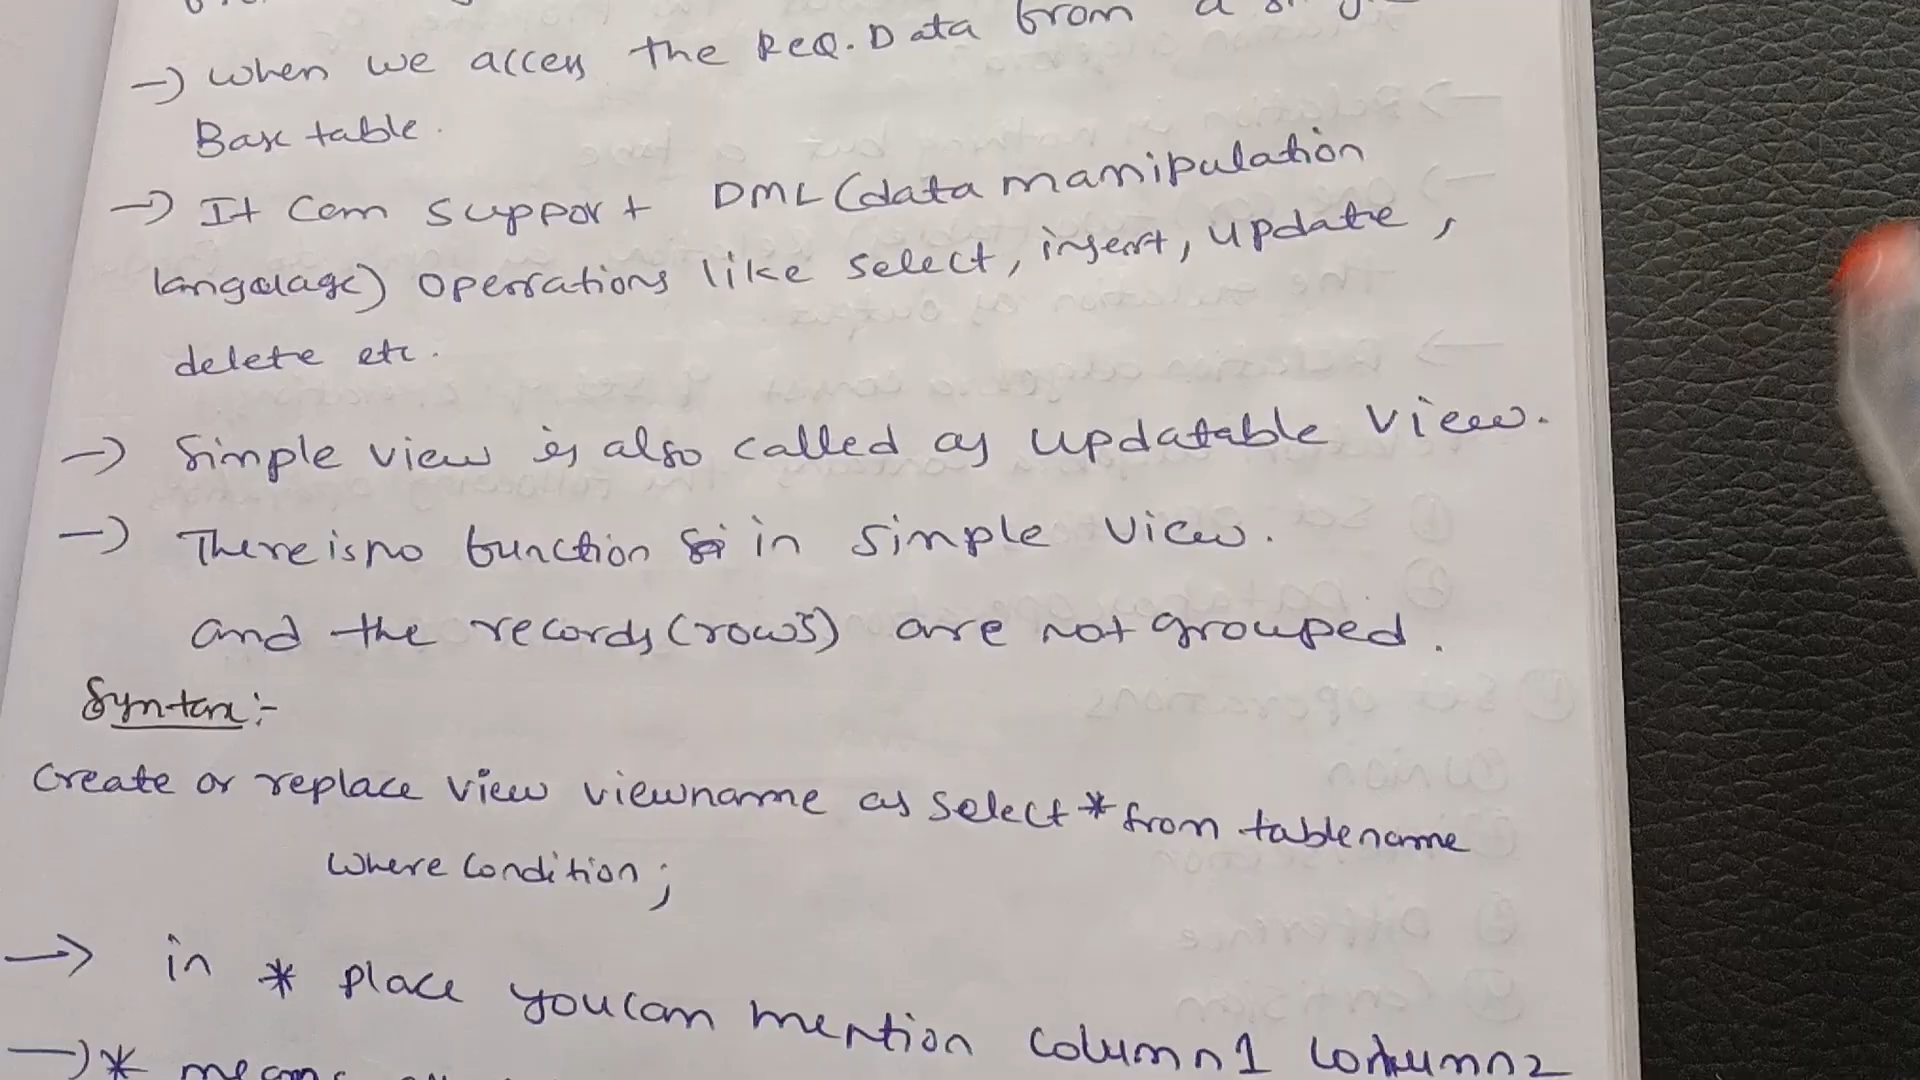 -> when we access the Req. Data from a
Base table.
-> It can support DML (data manipulation
language) operations like select, insert, update,
delete etc.
-> Simple view is also called as updatable view.
-> There is no function in simple view.
and the records (rows) are not grouped.
Syntax:-
Create or replace view viewname as select * from tablename
where condition;
-> in * place you can mention column1 column2
-> * means